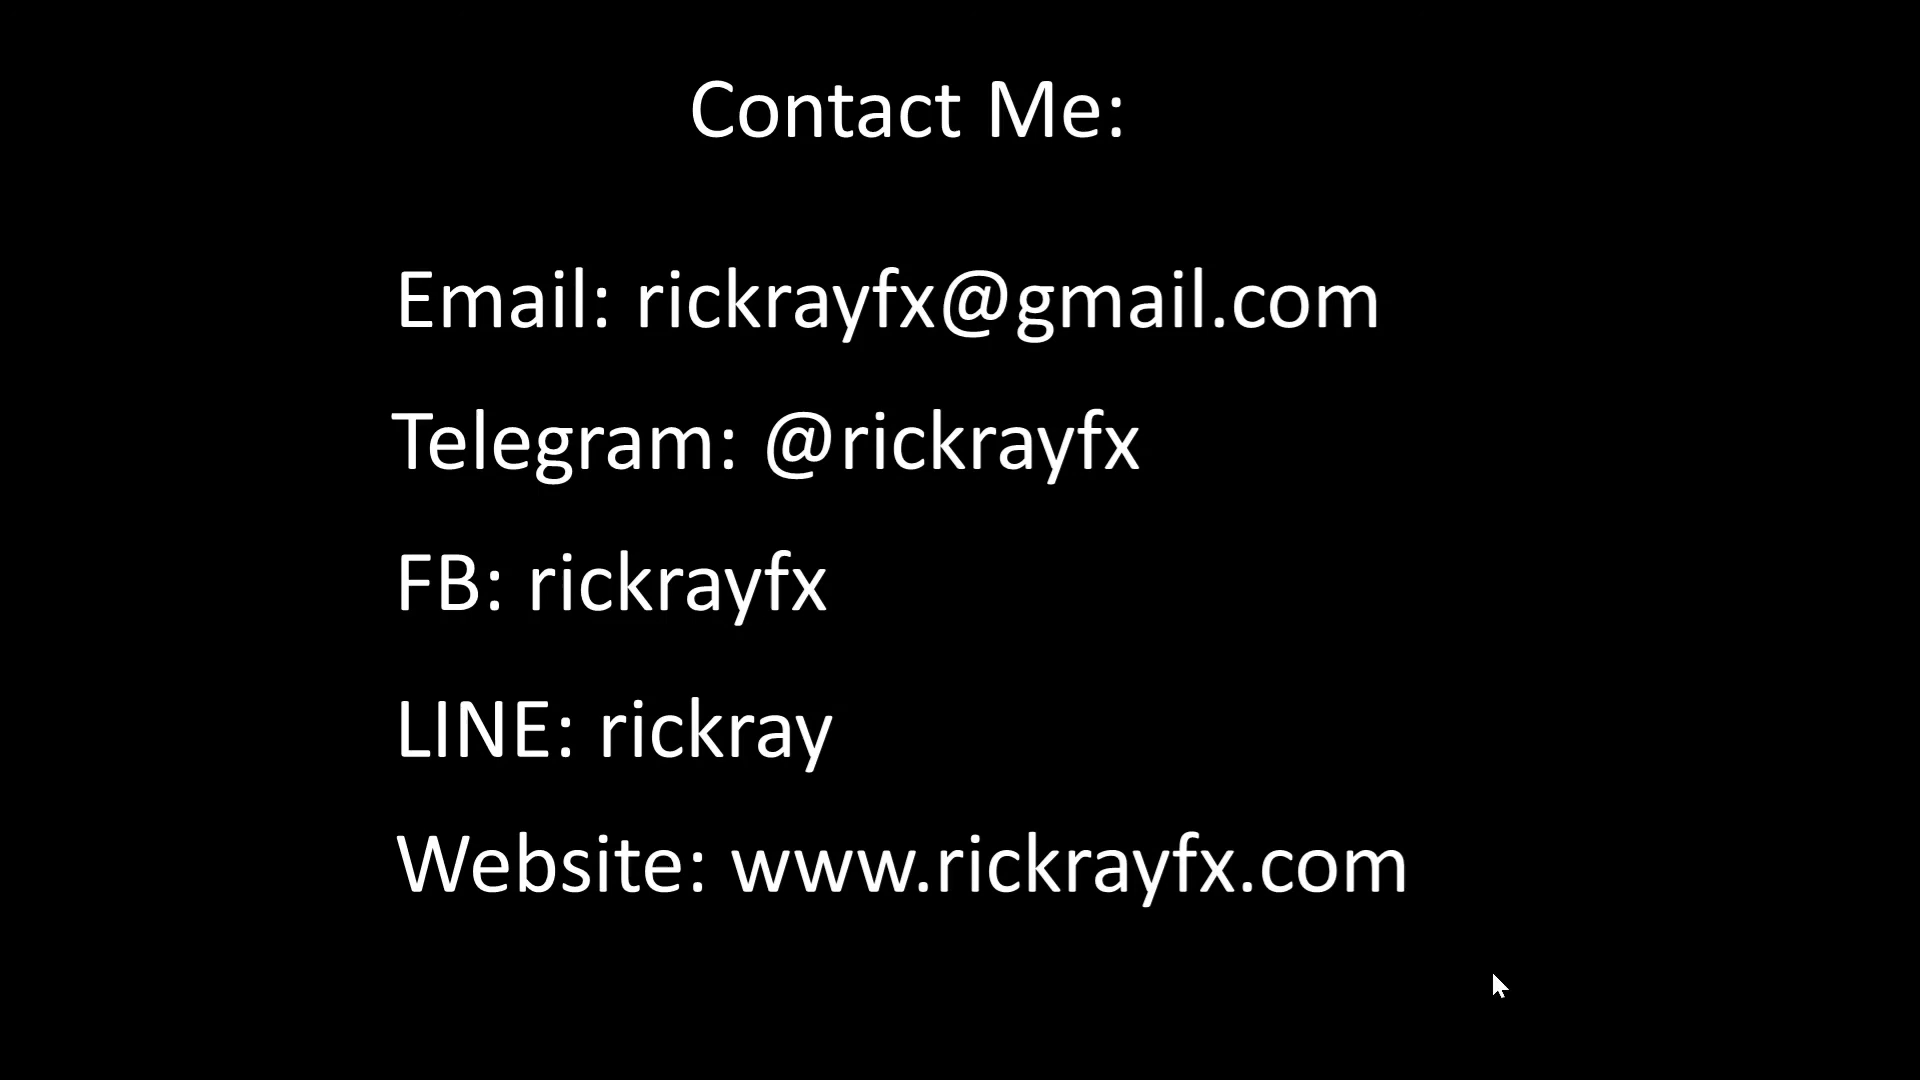 Contact Me:
Email: rickrayfx@gmail.com
Telegram: @rickrayfx
FB: rickrayfx
LINE: rickray
Website: www.rickrayfx.com